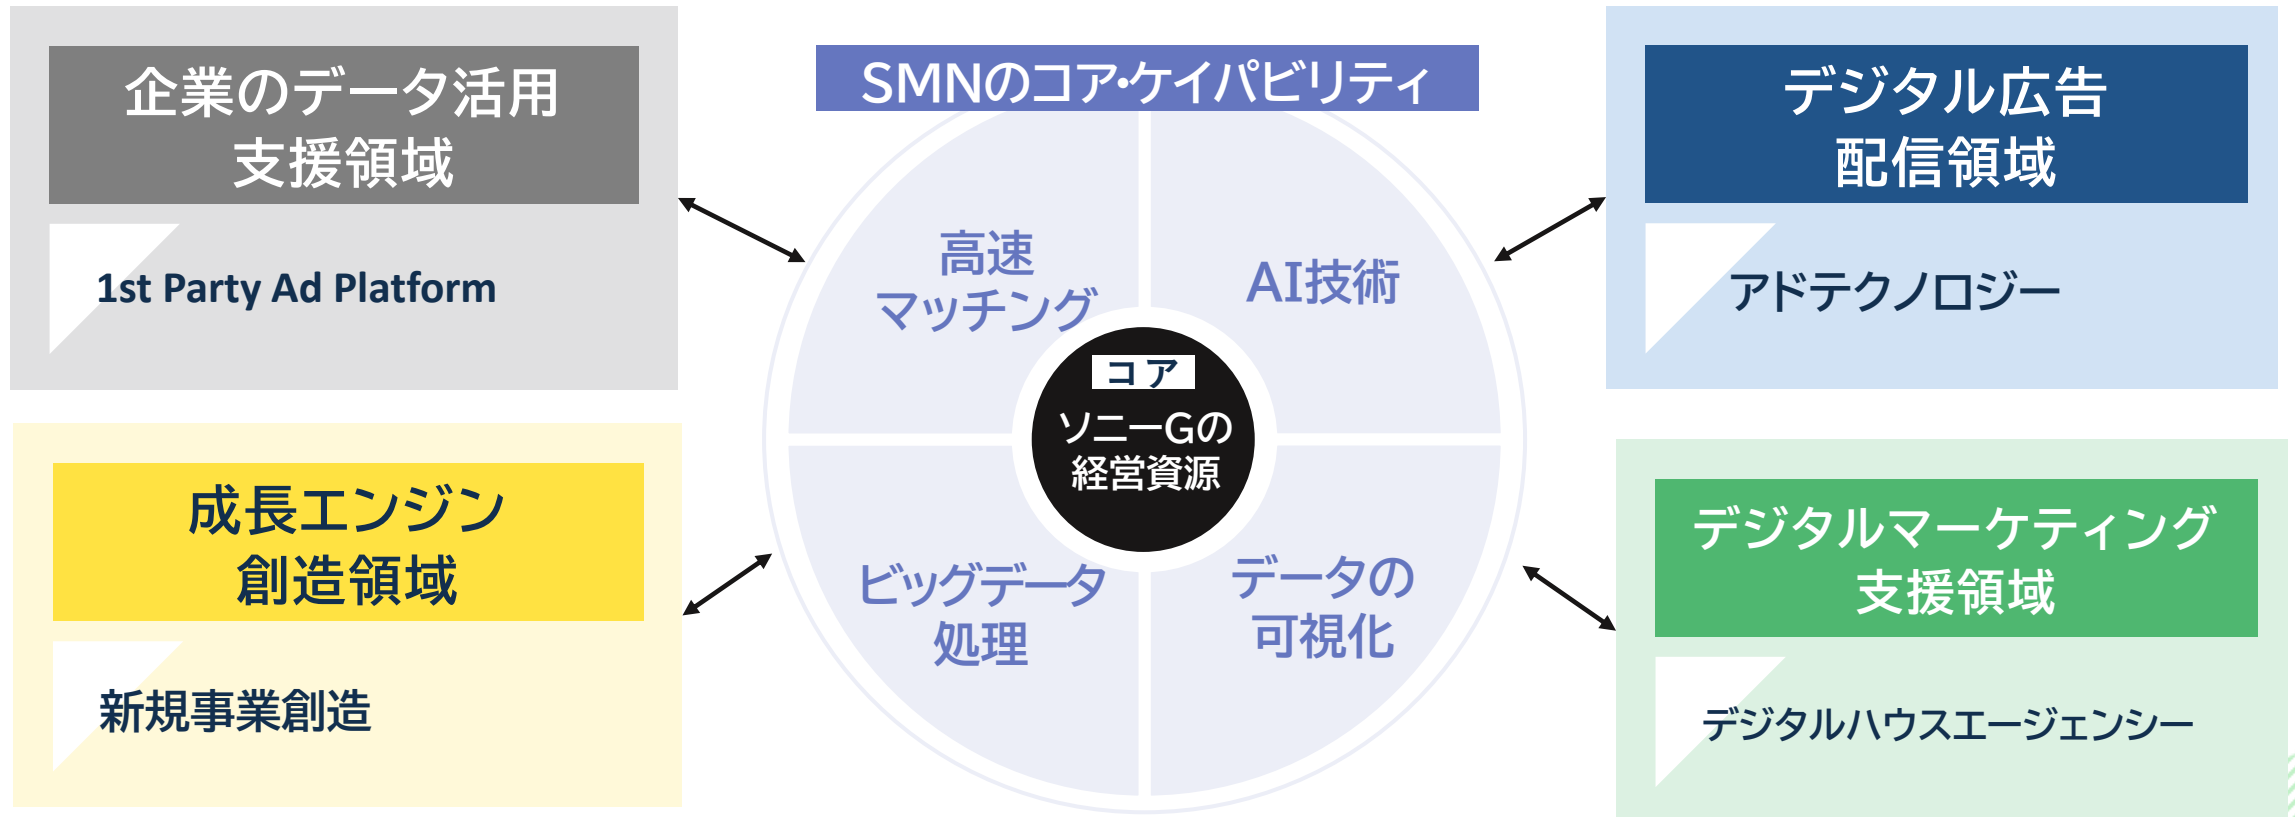 企業のデータ活用
支援領域
1st Party Ad Platform
成長エンジン
創造領域
新規事業創造
SMNのコア・ケイパビリティ
高速
マッチング
AI技術
コア
ソニーGの
経営資源
ビッグデータ
処理
データの
可視化
デジタル広告
配信領域
アドテクノロジー
デジタルマーケティング
支援領域
デジタルハウスエージェンシー